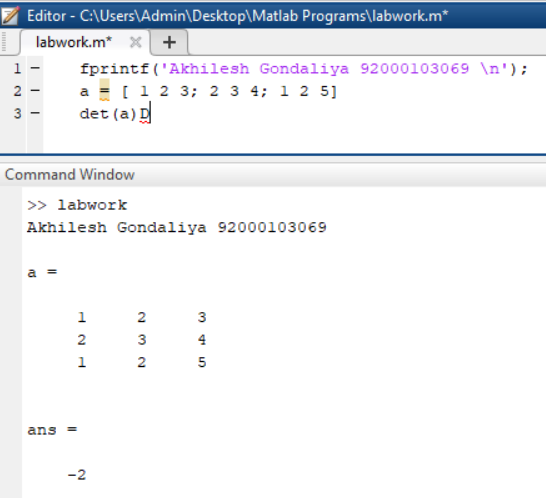 Editor - C:\Users\Admin\Desktop\Matlab Programs\labwork.m*
labwork.m* × +
1 - fprintf('Akhilesh Gondaliya 92000103069 \n');
2 - a = [ 1 2 3; 2 3 4; 1 2 5]
3 - det(a)D
Command Window
>> labwork
Akhilesh Gondaliya 92000103069
a =
1 2 3
2 3 4
1 2 5
ans =
-2